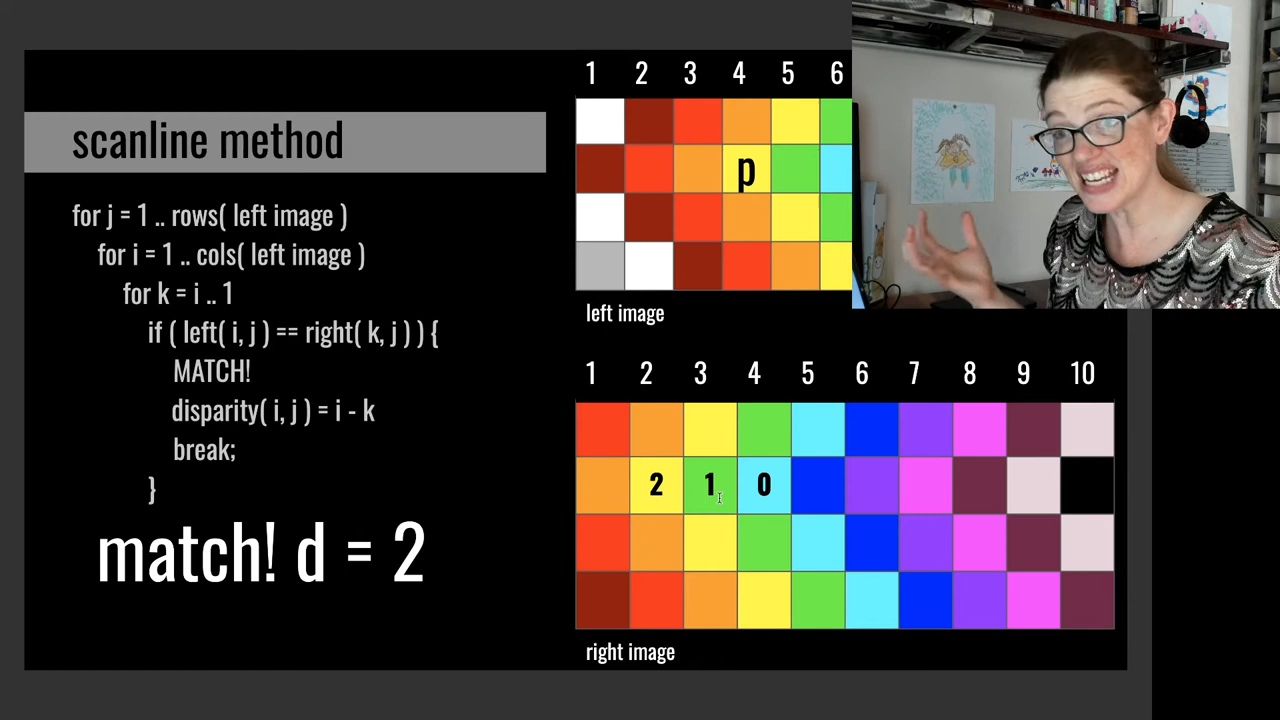 scanline method
for j = 1 .. rows( left image )
for i = 1 .. cols( left image )
for k = i .. 1
if ( left( i, j ) == right( k, j ) ) {
MATCH!
disparity( i, j ) = i - k
break;
}
match! d = 2
1 2 3 4 5 6
p
left image
1 2 3 4 5 6 7 8 9 10
2 1 0
right image